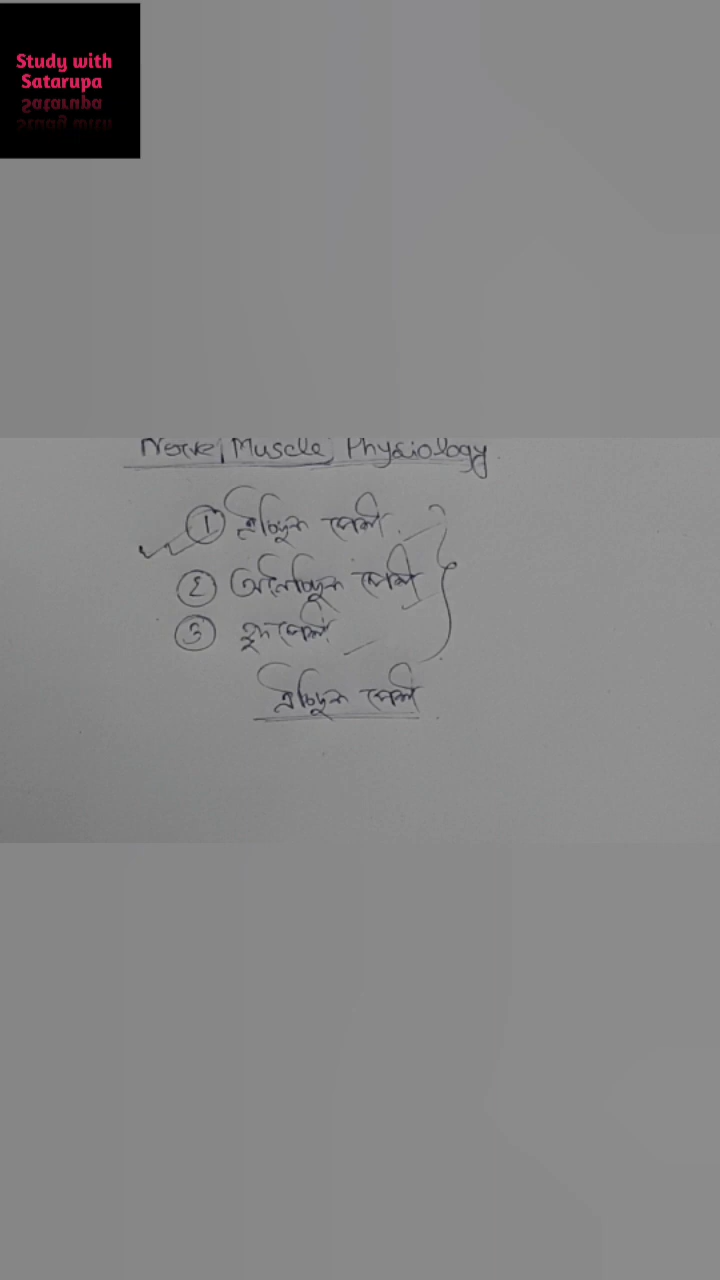 Study with
Satarupa
Nerve, Muscle, Physiology
① ঐচ্ছিক পেশী
② অনৈচ্ছিক পেশী
③ হৃদপেশী
ঐচ্ছিক পেশী